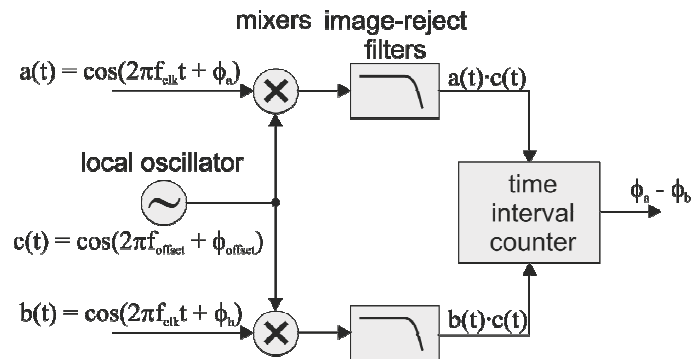 mixers image-reject
filters
a(t) = cos(2πf_clk t + ϕ_a)
a(t)·c(t)
local oscillator
time
interval
counter
ϕ_a - ϕ_b
c(t) = cos(2πf_offset + ϕ_offset)
b(t) = cos(2πf_clk t + ϕ_b)
b(t)·c(t)